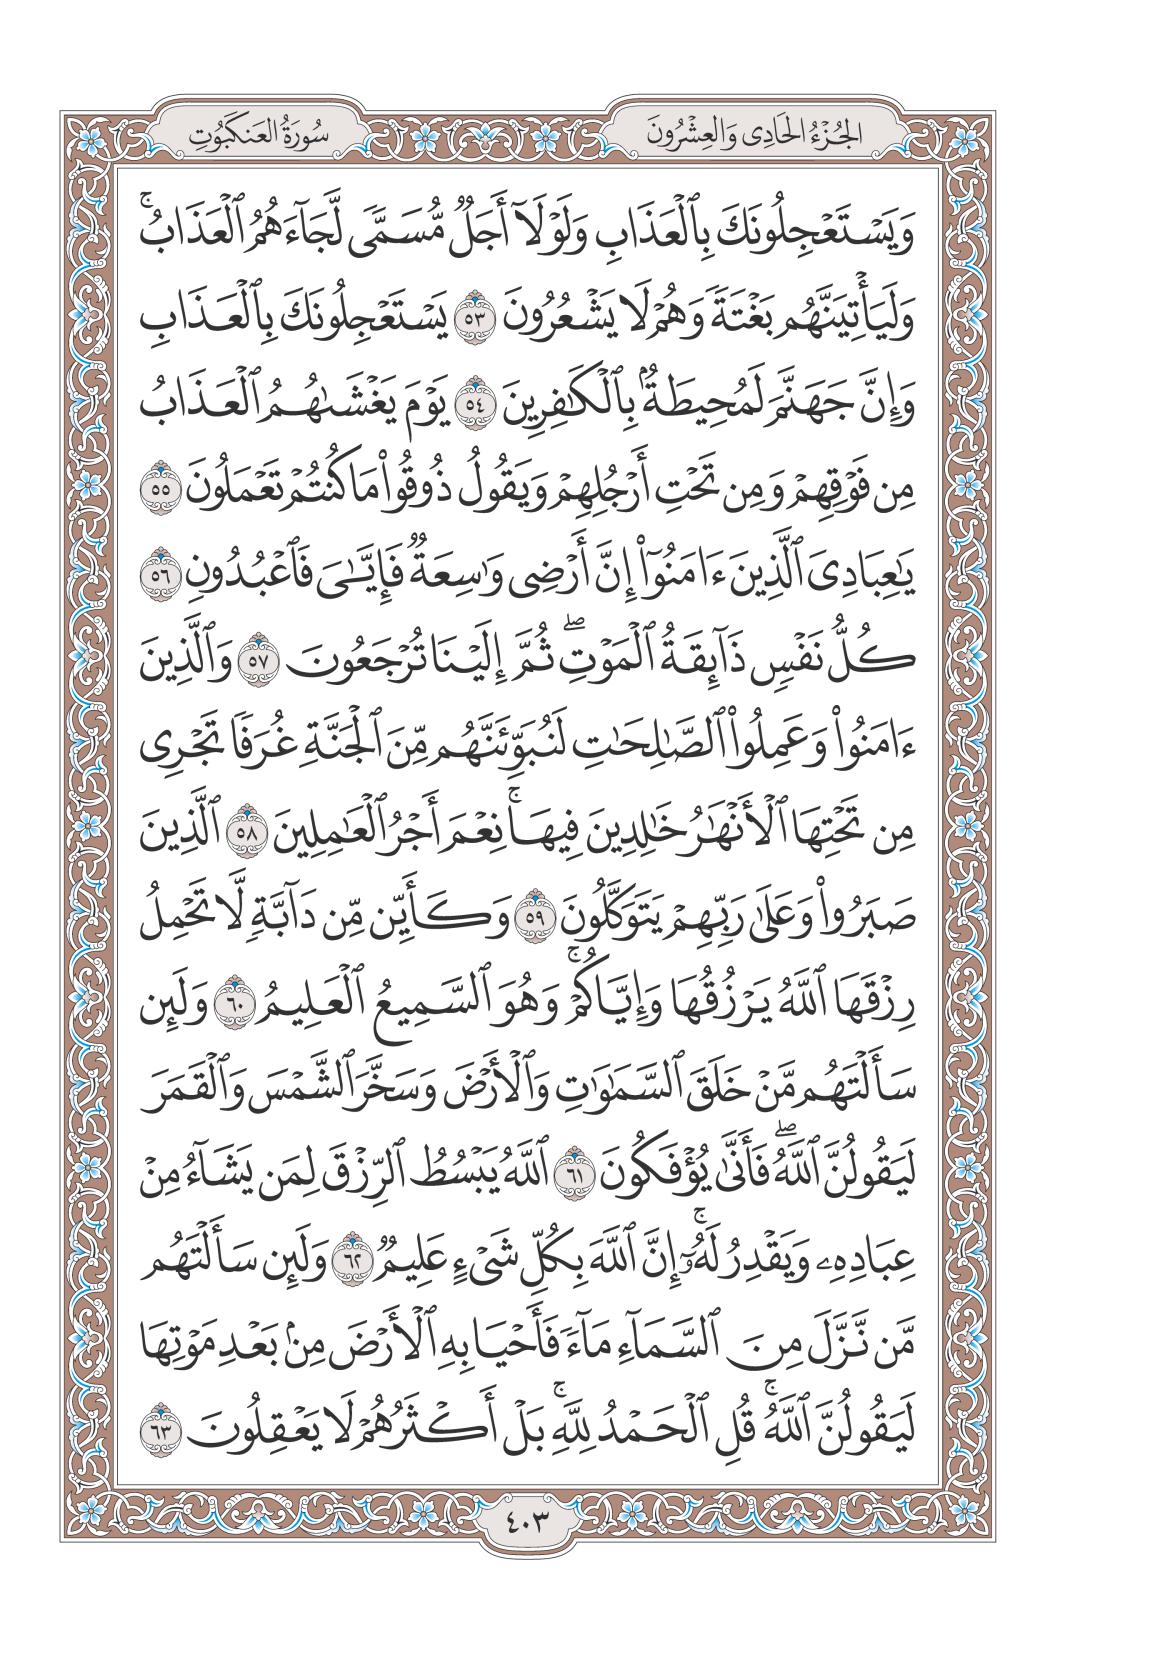 الجُزْءُ الحَادِي وَالعِشْرُونَ
سُورَةُ العَنكَبُوتِ
وَيَسْتَعْجِلُونَكَ بِٱلْعَذَابِ وَلَوْلَآ أَجَلٌ مُّسَمًّى لَّجَآءَهُمُ ٱلْعَذَابُۚ
وَلَيَأْتِيَنَّهُم بَغْتَةً وَهُمْ لَا يَشْعُرُونَ ٥٣ يَسْتَعْجِلُونَكَ بِٱلْعَذَابِ
وَإِنَّ جَهَنَّمَ لَمُحِيطَةُۢ بِٱلْكَٰفِرِينَ ٥٤ يَوْمَ يَغْشَىٰهُمُ ٱلْعَذَابُ
مِن فَوْقِهِمْ وَمِن تَحْتِ أَرْجُلِهِمْ وَيَقُولُ ذُوقُوا۟ مَا كُنتُمْ تَعْمَلُونَ ٥٥
يَٰعِبَادِىَ ٱلَّذِينَ ءَامَنُوٓا۟ إِنَّ أَرْضِى وَٰسِعَةٌ فَإِيَّٰىَ فَٱعْبُدُونِ ٥٦
كُلُّ نَفْسٍ ذَآئِقَةُ ٱلْمَوْتِۖ ثُمَّ إِلَيْنَا تُرْجَعُونَ ٥٧ وَٱلَّذِينَ
ءَامَنُوا۟ وَعَمِلُوا۟ ٱلصَّٰلِحَٰتِ لَنُبَوِّئَنَّهُم مِّنَ ٱلْجَنَّةِ غُرَفًا تَجْرِى
مِن تَحْتِهَا ٱلْأَنْهَٰرُ خَٰلِدِينَ فِيهَاۚ نِعْمَ أَجْرُ ٱلْعَٰمِلِينَ ٥٨ ٱلَّذِينَ
صَبَرُوا۟ وَعَلَىٰ رَبِّهِمْ يَتَوَكَّلُونَ ٥٩ وَكَأَيِّن مِّن دَآبَّةٍ لَّا تَحْمِلُ
رِزْقَهَا ٱللَّهُ يَرْزُقُهَا وَإِيَّاكُمْۚ وَهُوَ ٱلسَّمِيعُ ٱلْعَلِيمُ ٦٠ وَلَئِن
سَأَلْتَهُم مَّنْ خَلَقَ ٱلسَّمَٰوَٰتِ وَٱلْأَرْضَ وَسَخَّرَ ٱلشَّمْسَ وَٱلْقَمَرَ
لَيَقُولُنَّ ٱللَّهُۖ فَأَنَّىٰ يُؤْفَكُونَ ٦١ ٱللَّهُ يَبْسُطُ ٱلرِّزْقَ لِمَن يَشَآءُ مِنْ
عِبَادِهِۦ وَيَقْدِرُ لَهُۥٓۚ إِنَّ ٱللَّهَ بِكُلِّ شَىْءٍ عَلِيمٌ ٦٢ وَلَئِن سَأَلْتَهُم
مَّن نَّزَّلَ مِنَ ٱلسَّمَآءِ مَآءً فَأَحْيَا بِهِ ٱلْأَرْضَ مِنۢ بَعْدِ مَوْتِهَا
لَيَقُولُنَّ ٱللَّهُۚ قُلِ ٱلْحَمْدُ لِلَّهِۚ بَلْ أَكْثَرُهُمْ لَا يَعْقِلُونَ ٦٣
٤٠٣